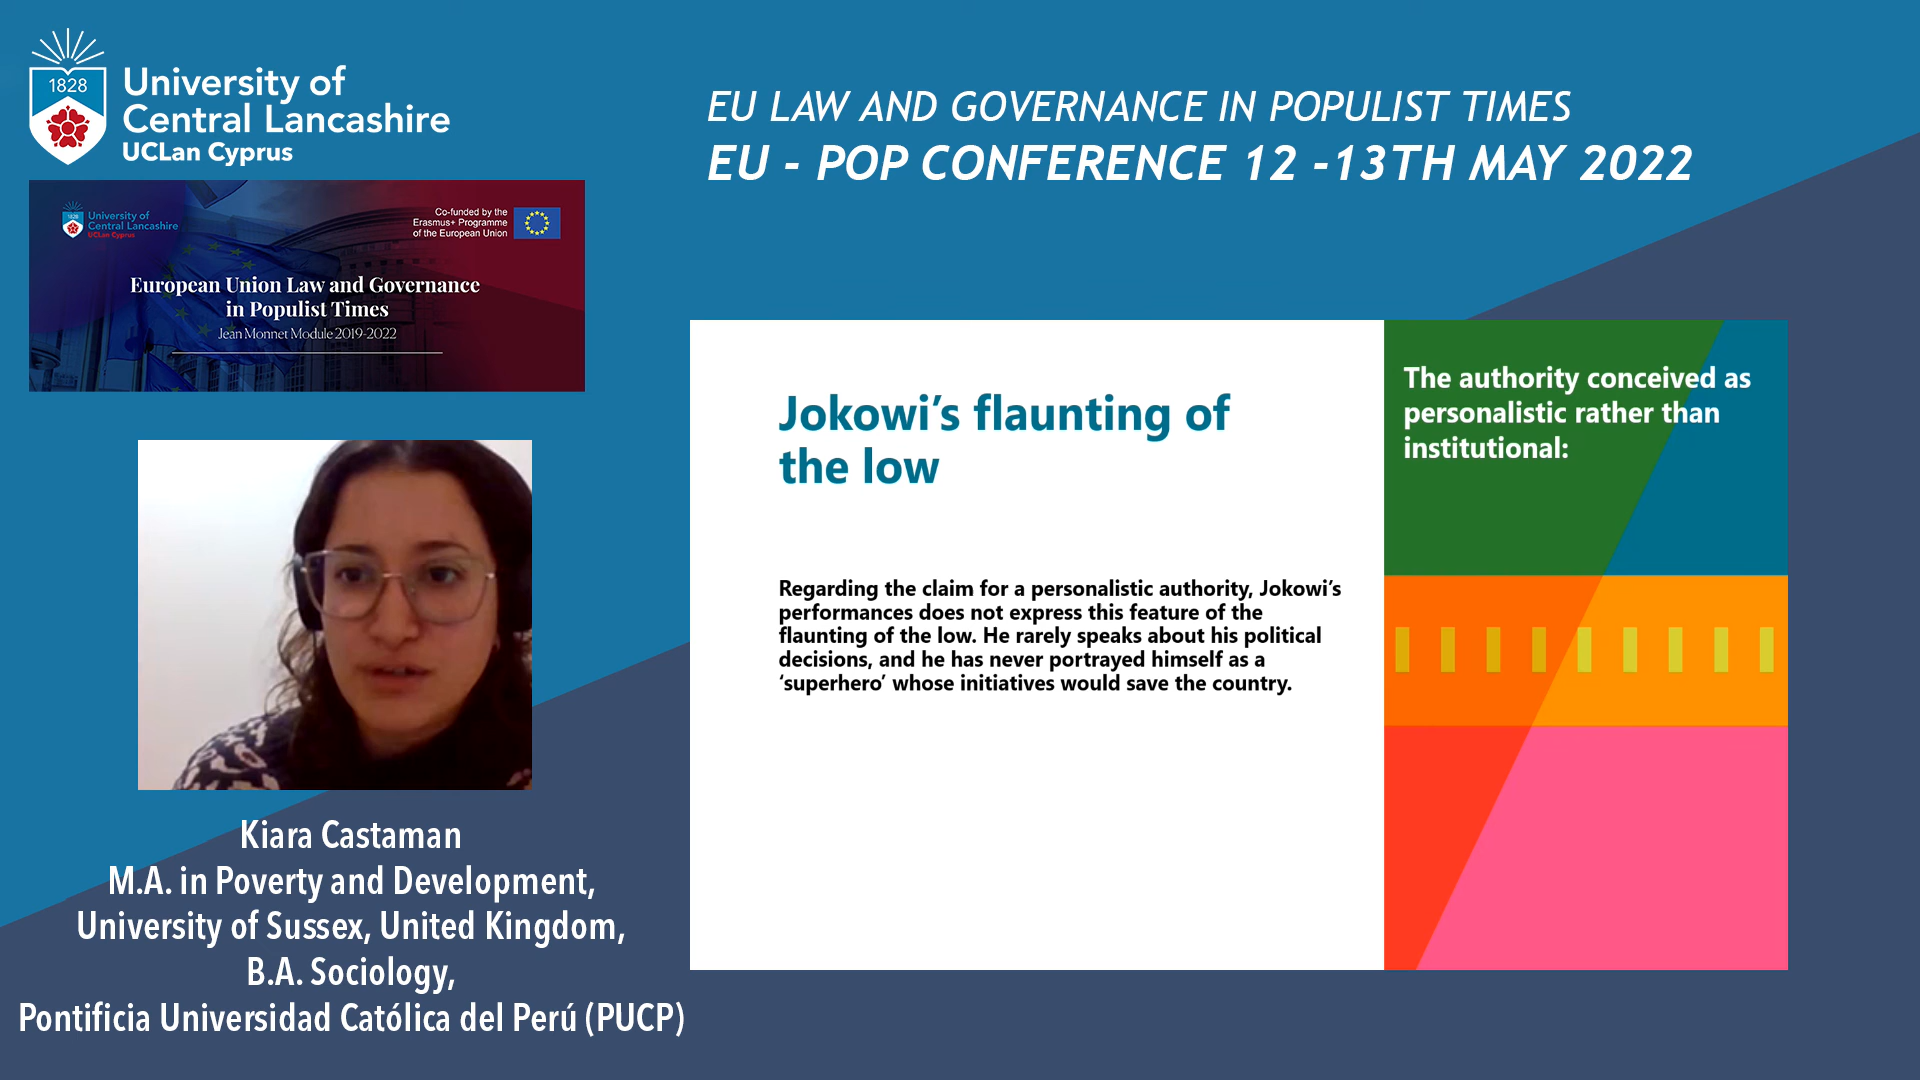 1828
University of
Central Lancashire
UCLan Cyprus
EU LAW AND GOVERNANCE IN POPULIST TIMES
EU - POP CONFERENCE 12 -13TH MAY 2022
1828
University of
Central Lancashire
UCLan Cyprus
Co-funded by the
Erasmus+ Programme
of the European Union
European Union Law and Governance
in Populist Times
Jean Monnet Module 2019-2022
Jokowi’s flaunting of
the low
Regarding the claim for a personalistic authority, Jokowi’s
performances does not express this feature of the
flaunting of the low. He rarely speaks about his political
decisions, and he has never portrayed himself as a
‘superhero’ whose initiatives would save the country.
The authority conceived as
personalistic rather than
institutional:
Kiara Castaman
M.A. in Poverty and Development,
University of Sussex, United Kingdom,
B.A. Sociology,
Pontificia Universidad Católica del Perú (PUCP)